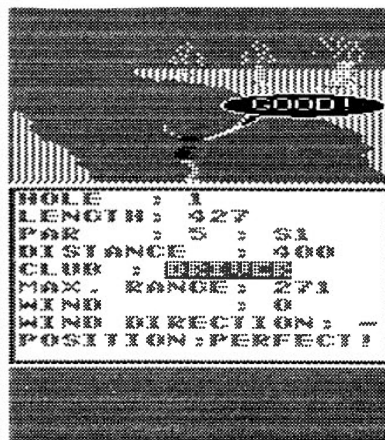 GOOD!
HOLE : 1
LENGTH: 427
PAR : 5 : S1
DISTANCE : 400
CLUB : DRIVER
MAX. RANGE: 271
WIND : 0
WIND DIRECTION: –
POSITION:PERFECT!